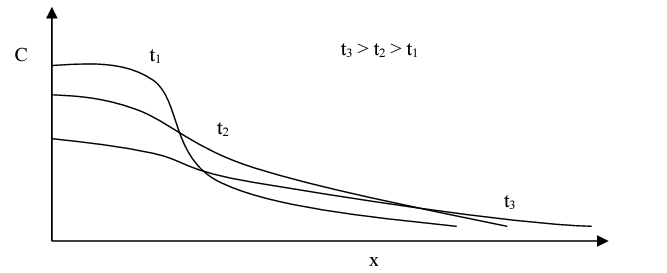 C
t₁
t₃ > t₂ > t₁
t₂
t₃
x